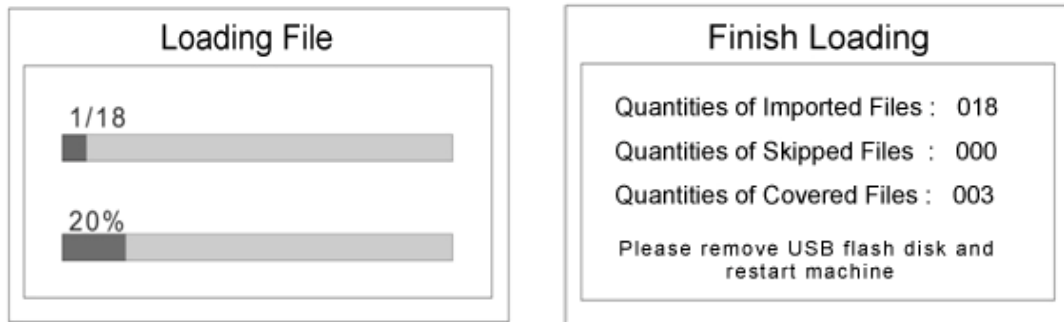 Loading File
1/18
20%
Finish Loading
Quantities of Imported Files : 018
Quantities of Skipped Files : 000
Quantities of Covered Files : 003
Please remove USB flash disk and
restart machine